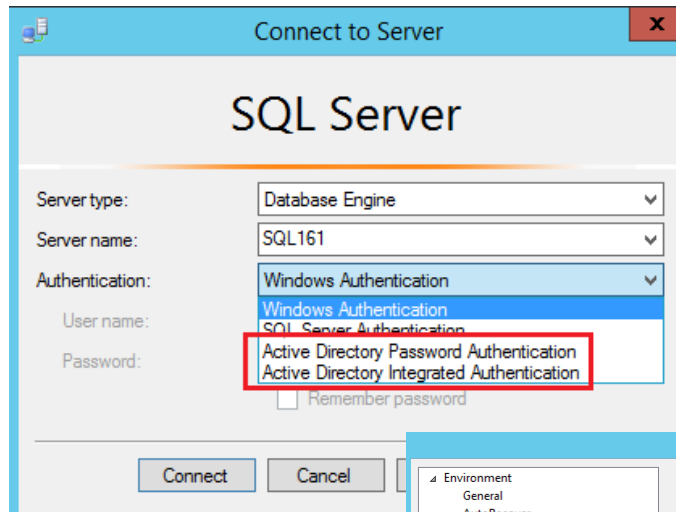 Connect to Server
x
SQL Server
Server type:
Database Engine
Server name:
SQL161
Authentication:
Windows Authentication
Windows Authentication
SQL Server Authentication
Active Directory Password Authentication
Active Directory Integrated Authentication
User name:
Password:
Remember password
Connect
Cancel
Environment
General
AutoRecover